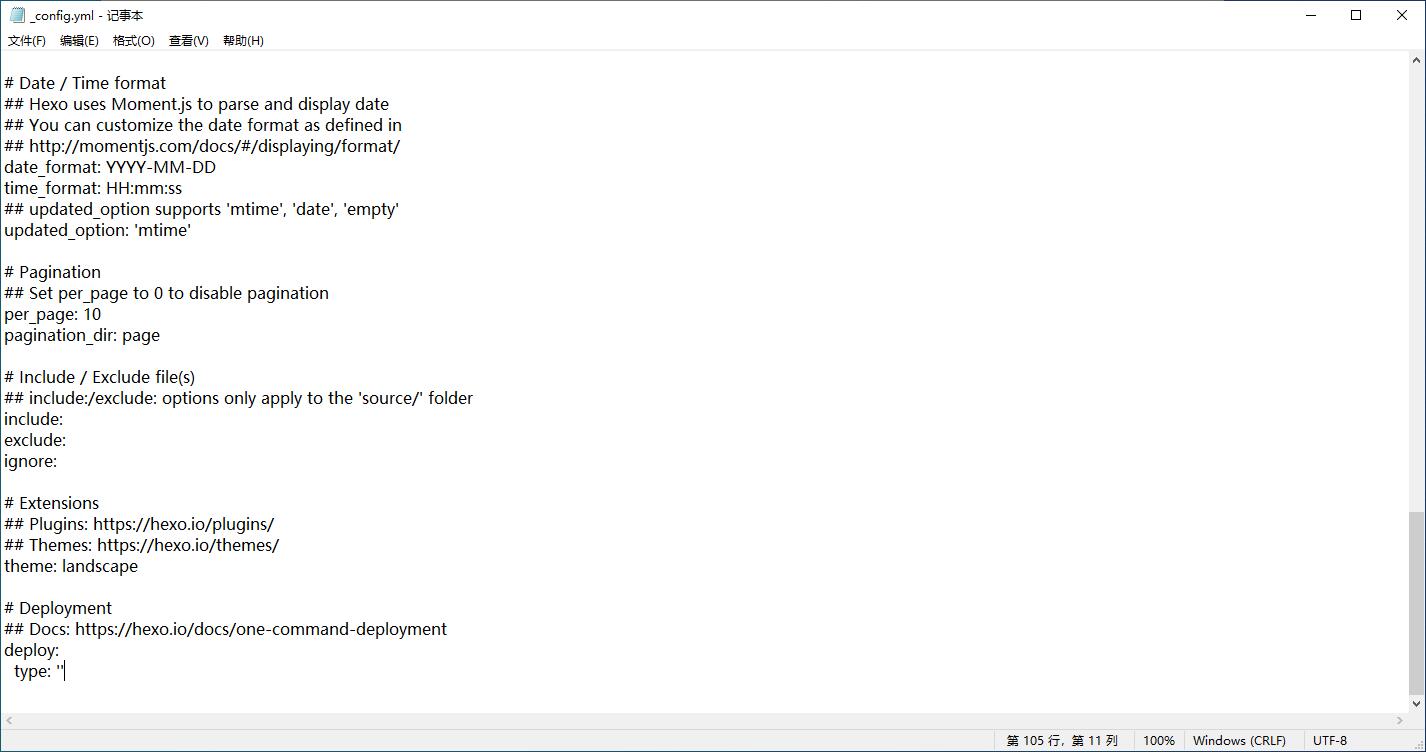 _config.yml - 记事本
文件(F) 编辑(E) 格式(O) 查看(V) 帮助(H)
# Date / Time format
## Hexo uses Moment.js to parse and display date
## You can customize the date format as defined in
## http://momentjs.com/docs/#/displaying/format/
date_format: YYYY-MM-DD
time_format: HH:mm:ss
## updated_option supports 'mtime', 'date', 'empty'
updated_option: 'mtime'
# Pagination
## Set per_page to 0 to disable pagination
per_page: 10
pagination_dir: page
# Include / Exclude file(s)
## include:/exclude: options only apply to the 'source/' folder
include:
exclude:
ignore:
# Extensions
## Plugins: https://hexo.io/plugins/
## Themes: https://hexo.io/themes/
theme: landscape
# Deployment
## Docs: https://hexo.io/docs/one-command-deployment
deploy:
  type: ''
第 105 行，第 11 列 100% Windows (CRLF) UTF-8